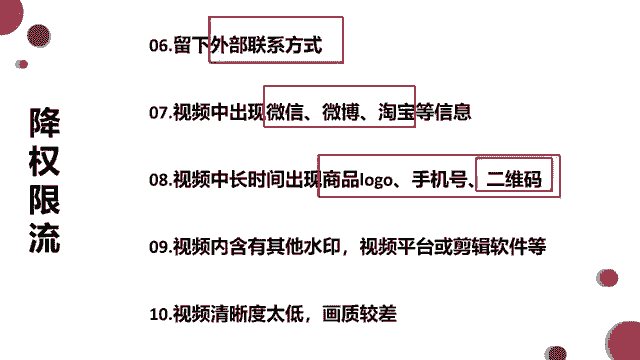 降权限流
06.留下外部联系方式
07.视频中出现微信、微博、淘宝等信息
08.视频中长时间出现商品logo、手机号、二维码
09.视频内含有其他水印，视频平台或剪辑软件等
10.视频清晰度太低，画质较差